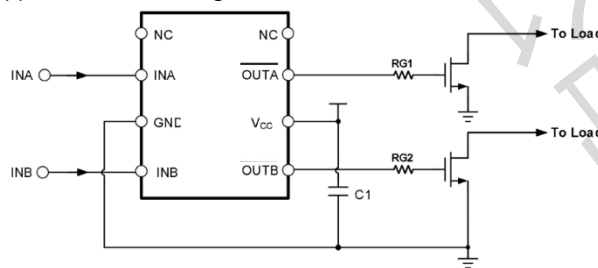 NC
NC
INA
INA
OUTA
RG1
To Load
GND
Vcc
C1
INB
INB
OUTB
RG2
To Load